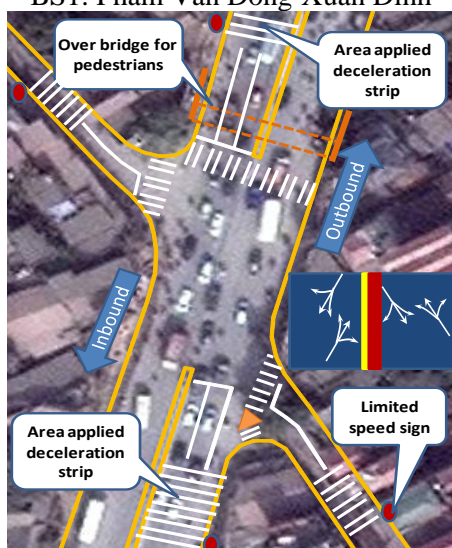 BS1: Pham Van Dong-Xuan Dinh
Over bridge for
pedestrians
Area applied
deceleration
strip
Outbound
Inbound
Limited
speed sign
Area applied
deceleration
strip